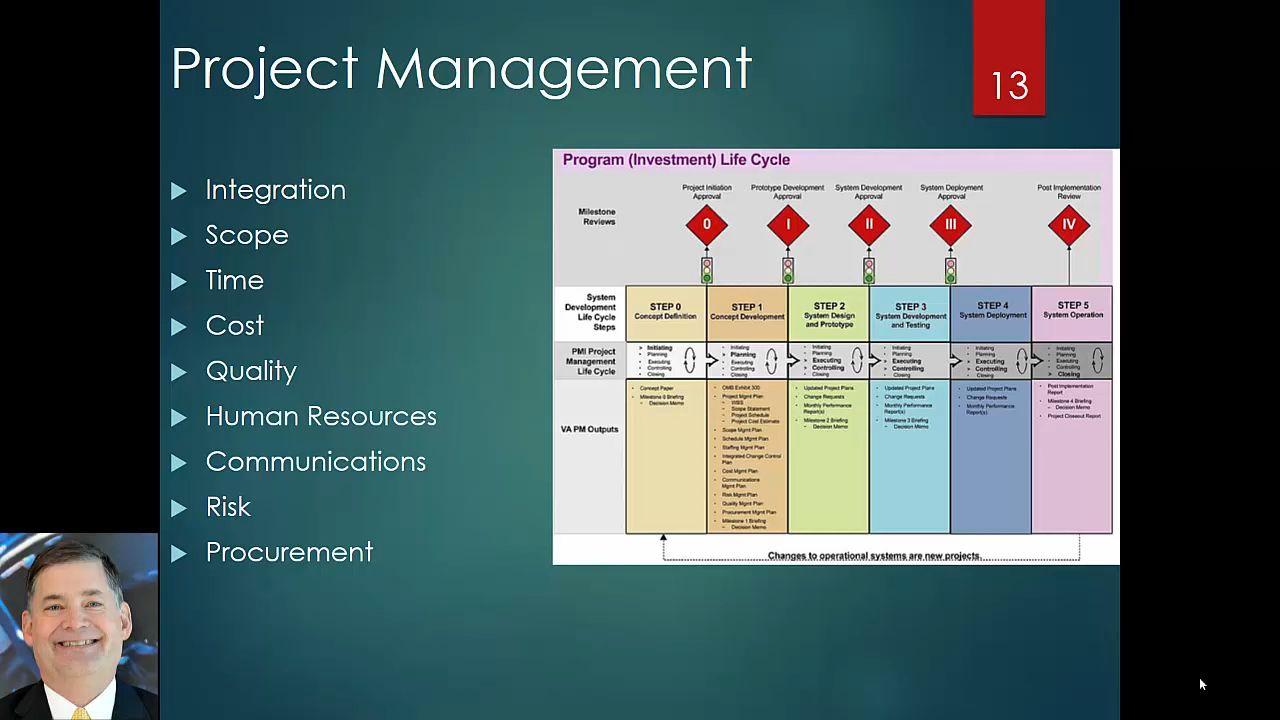 Project Management
13
Integration
Scope
Time
Cost
Quality
Human Resources
Communications
Risk
Procurement
Program (Investment) Life Cycle
Milestone
Reviews
Project Initiation
Approval
Prototype Development
Approval
System Development
Approval
System Deployment
Approval
Post Implementation
Review
0
I
II
III
IV
System
Development
Life Cycle
Steps
STEP 0
Concept Definition
STEP 1
Concept Development
STEP 2
System Design
and Prototype
STEP 3
System Development
and Testing
STEP 4
System Deployment
STEP 5
System Operation
PMI Project
Management
Life Cycle
Initiating
Planning
Executing
Controlling
Closing
Initiating
Planning
Executing
Controlling
Closing
Initiating
Planning
Executing
Controlling
Closing
Initiating
Planning
Executing
Controlling
Closing
Initiating
Planning
Executing
Controlling
Closing
Initiating
Planning
Executing
Controlling
Closing
VA PM Outputs
Concept Paper
Milestone 0 Briefing
– Decision Memo
OMB Exhibit 300
Project Mgmt Plan
– WBS
– Scope Statement
– Project Schedule
– Project Cost Estimate
Scope Mgmt Plan
Schedule Mgmt Plan
Staffing Mgmt Plan
Integrated Change Control
Plan
Cost Mgmt Plan
Communications
Mgmt Plan
Risk Mgmt Plan
Quality Mgmt Plan
Procurement Mgmt Plan
Milestone 1 Briefing
– Decision Memo
Updated Project Plans
Change Requests
Monthly Performance
Report(s)
Milestone 2 Briefing
– Decision Memo
Updated Project Plans
Change Requests
Monthly Performance
Report(s)
Milestone 3 Briefing
– Decision Memo
Updated Project Plans
Change Requests
Monthly Performance
Report(s)
Post Implementation
Report
Milestone 4 Briefing
– Decision Memo
Project Closeout Report
Changes to operational systems are new projects.